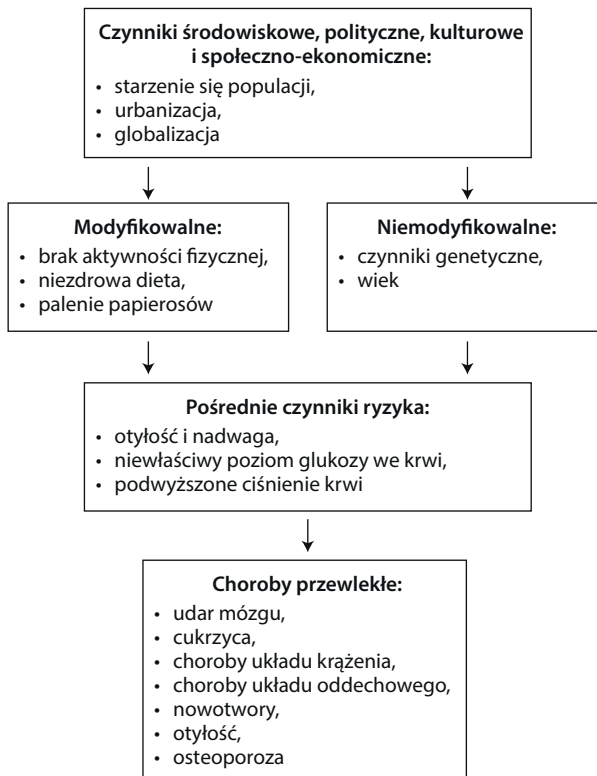 Czynniki środowiskowe, polityczne, kulturowe
i społeczno-ekonomiczne:
• starzenie się populacji,
• urbanizacja,
• globalizacja
Modyfikowalne:
• brak aktywności fizycznej,
• niezdrowa dieta,
• palenie papierosów
Niemodyfikowalne:
• czynniki genetyczne,
• wiek
Pośrednie czynniki ryzyka:
• otyłość i nadwaga,
• niewłaściwy poziom glukozy we krwi,
• podwyższone ciśnienie krwi
Choroby przewlekłe:
• udar mózgu,
• cukrzyca,
• choroby układu krążenia,
• choroby układu oddechowego,
• nowotwory,
• otyłość,
• osteoporoza